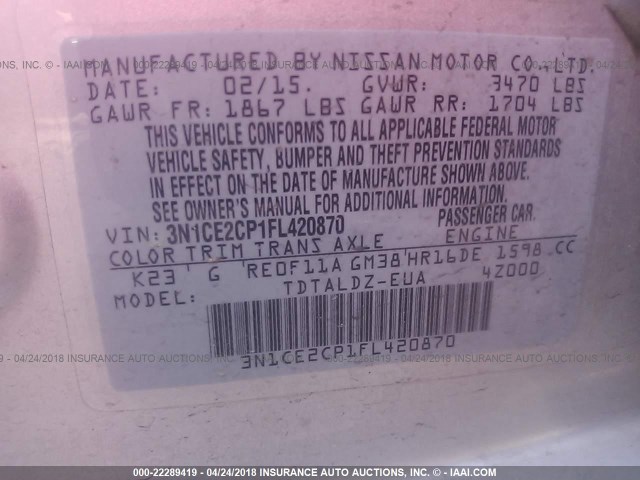 MANUFACTURED BY NISSAN MOTOR CO.,LTD.
DATE: 02/15. GVWR: 3470 LBS
GAWR FR: 1867 LBS GAWR RR: 1704 LBS
THIS VEHICLE CONFORMS TO ALL APPLICABLE FEDERAL MOTOR
VEHICLE SAFETY, BUMPER AND THEFT PREVENTION STANDARDS
IN EFFECT ON THE DATE OF MANUFACTURE SHOWN ABOVE.
SEE OWNER'S MANUAL FOR ADDITIONAL INFORMATION.
VIN: 3N1CE2CP1FL420870 PASSENGER CAR.
COLOR TRIM TRANS AXLE ENGINE
K23 G RE0F11A GM38 HR16DE 1598 CC
MODEL: TDTALDZ-EUA 4Z000
3N1CE2CP1FL420870
000-22289419 - 04/24/2018 INSURANCE AUTO AUCTIONS - © IAAI.COM